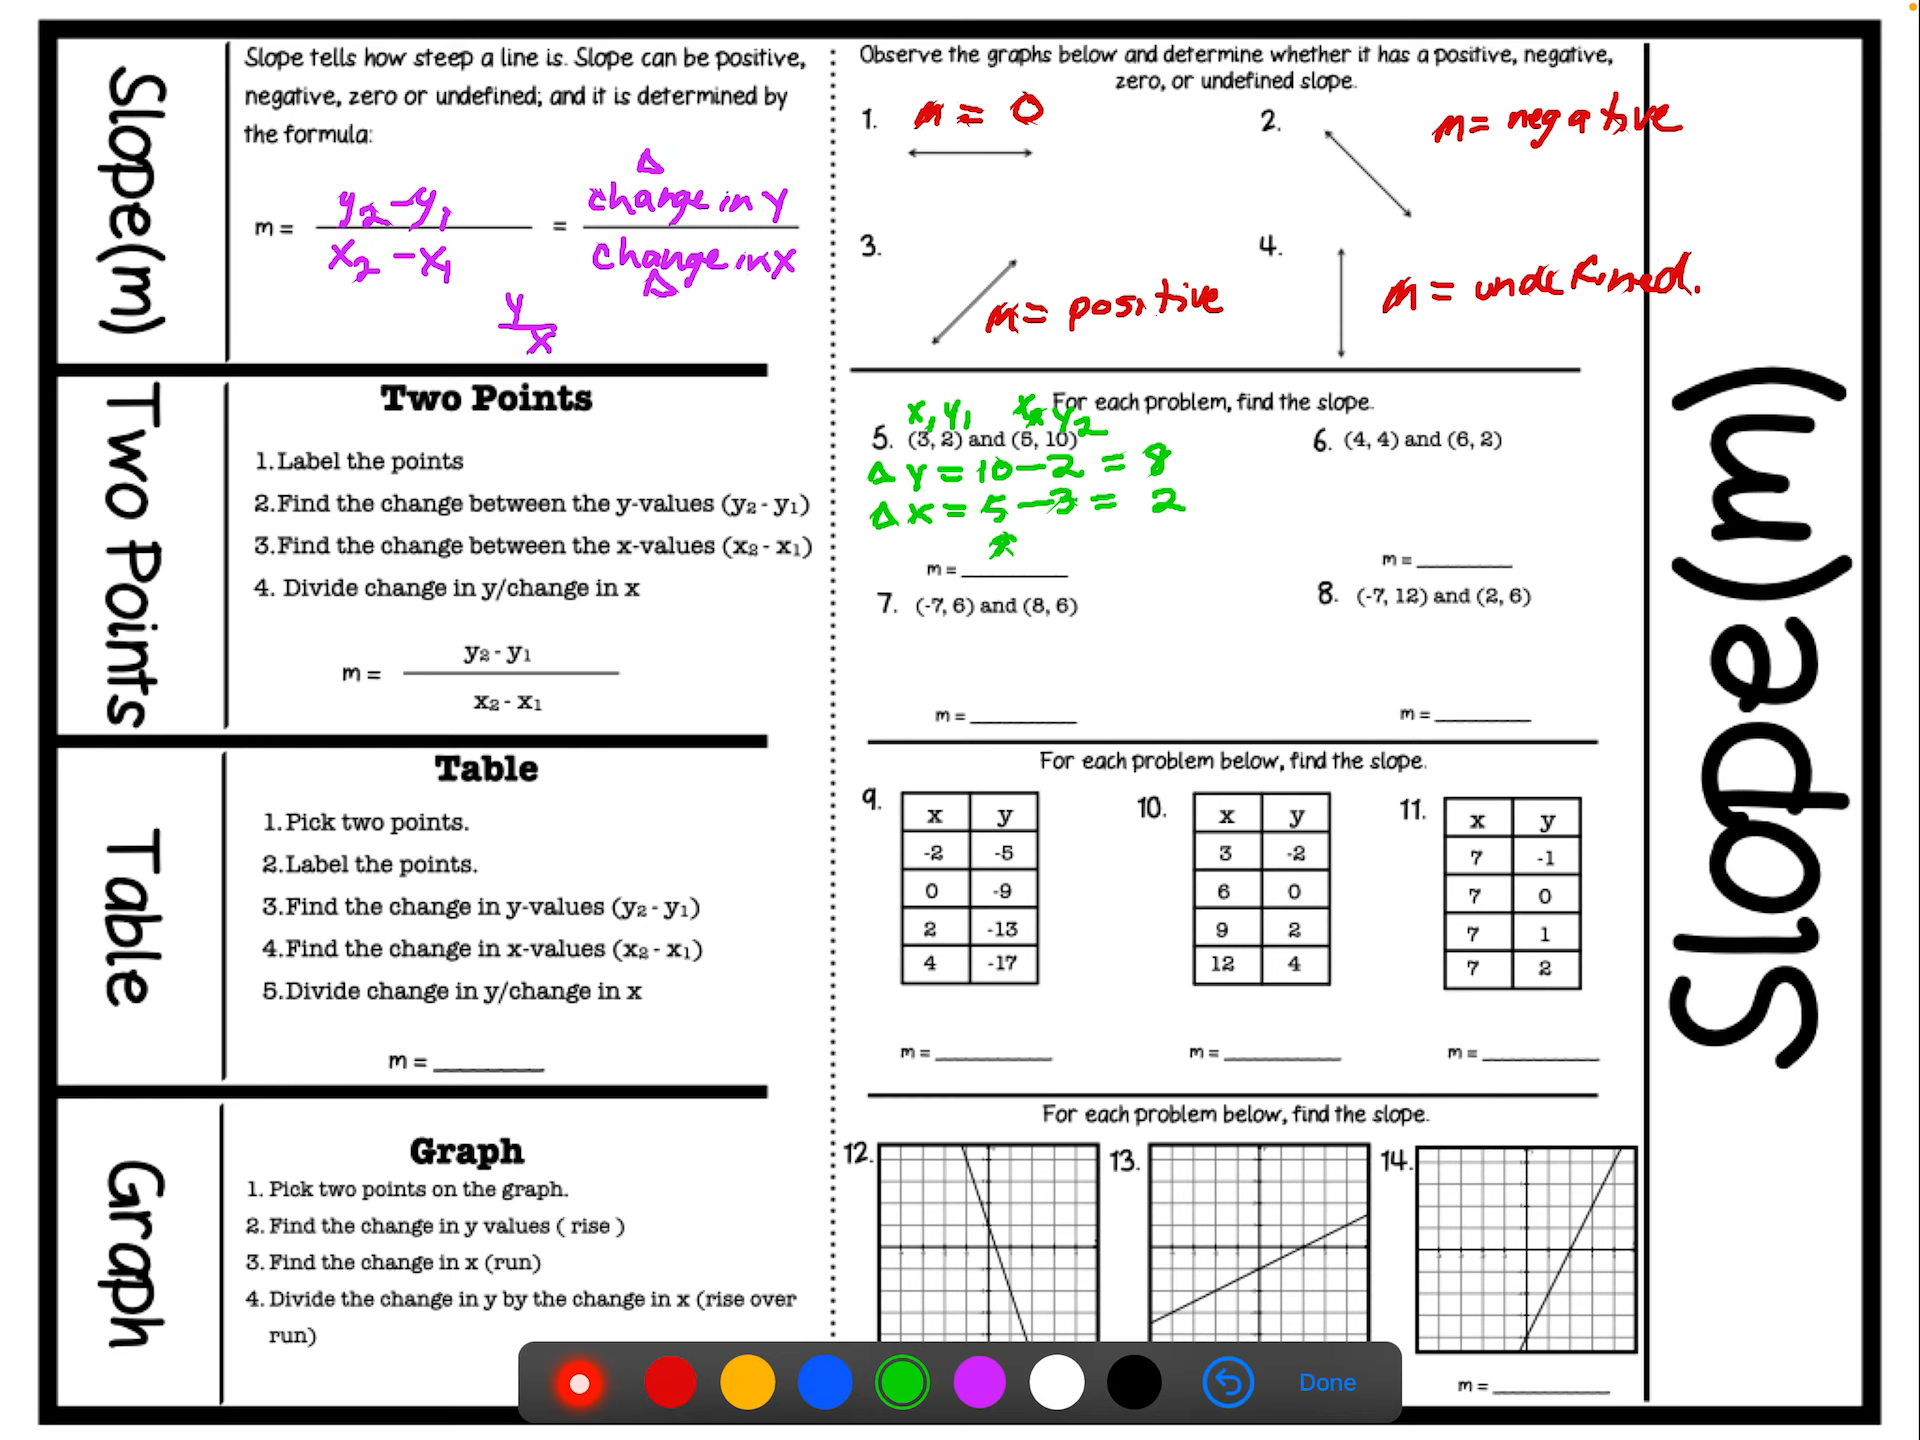 Slope(m)
Slope tells how steep a line is. Slope can be positive,
negative, zero or undefined; and it is determined by
the formula:
m = y2 - y1 / x2 - x1 = Δ change in y / change in x Δ
y/x
Observe the graphs below and determine whether it has a positive, negative,
zero, or undefined slope.
1. m = 0
2. m = negative
3. m = positive
4. m = undefined.
Slope(m)
Two Points
Two Points
1. Label the points
2. Find the change between the y-values (y2 - y1)
3. Find the change between the x-values (x2 - x1)
4. Divide change in y/change in x
m = y2 - y1 / x2 - x1
For each problem, find the slope.
x1 y1 x2 y2
5. (3, 2) and (5, 10)
Δ y = 10 - 2 = 8
Δ x = 5 - 3 = 2
m = ________
6. (4, 4) and (6, 2)
m = ________
7. (-7, 6) and (8, 6)
m = ________
8. (-7, 12) and (2, 6)
m = ________
Table
Table
1. Pick two points.
2. Label the points.
3. Find the change in y-values (y2 - y1)
4. Find the change in x-values (x2 - x1)
5. Divide change in y/change in x
m = ________
For each problem below, find the slope.
9.
x y
-2 -5
0 -9
2 -13
4 -17
m = ________
10.
x y
3 -2
6 0
9 2
12 4
m = ________
11.
x y
7 -1
7 0
7 1
7 2
m = ________
Graph
Graph
1. Pick two points on the graph.
2. Find the change in y values ( rise )
3. Find the change in x (run)
4. Divide the change in y by the change in x (rise over
run)
For each problem below, find the slope.
12.
13.
14.
m = ________
Done